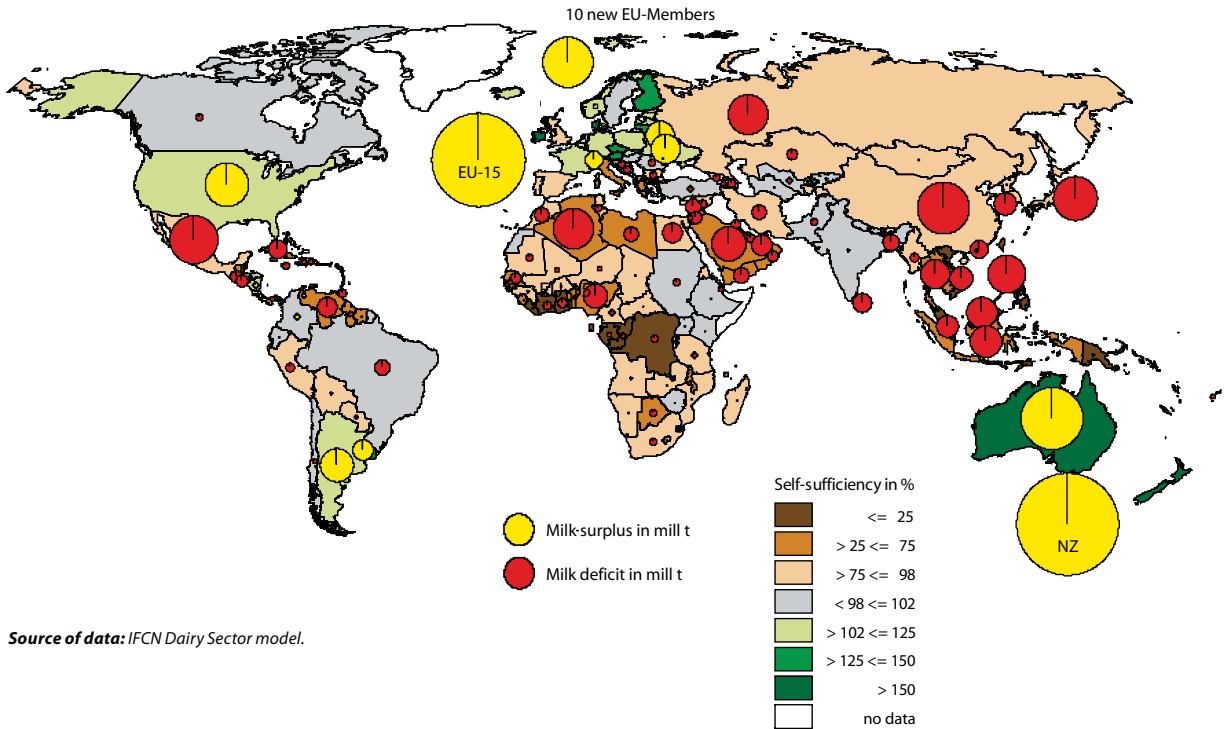 10 new EU-Members
EU-15
NZ
Milk-surplus in mill t
Milk deficit in mill t
Self-sufficiency in %
<= 25
> 25 <= 75
> 75 <= 98
< 98 <= 102
> 102 <= 125
> 125 <= 150
> 150
no data
Source of data: IFCN Dairy Sector model.